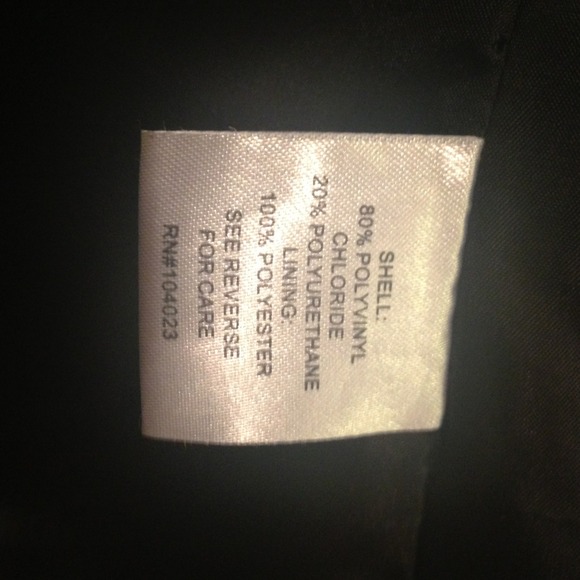 SHELL:
80% POLYVINYL
CHLORIDE
20% POLYURETHANE
LINING:
100% POLYESTER
SEE REVERSE
FOR CARE
RN#104023